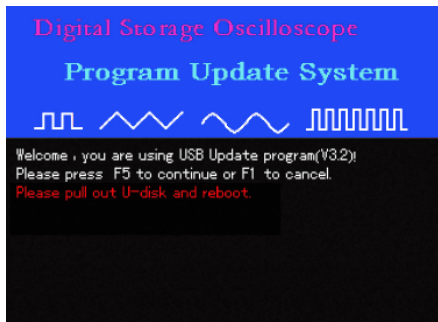 Digital Storage Oscilloscope
Program Update System
Welcome , you are using USB Update program(V3.2)!
Please press F5 to continue or F1 to cancel.
Please pull out U-disk and reboot.